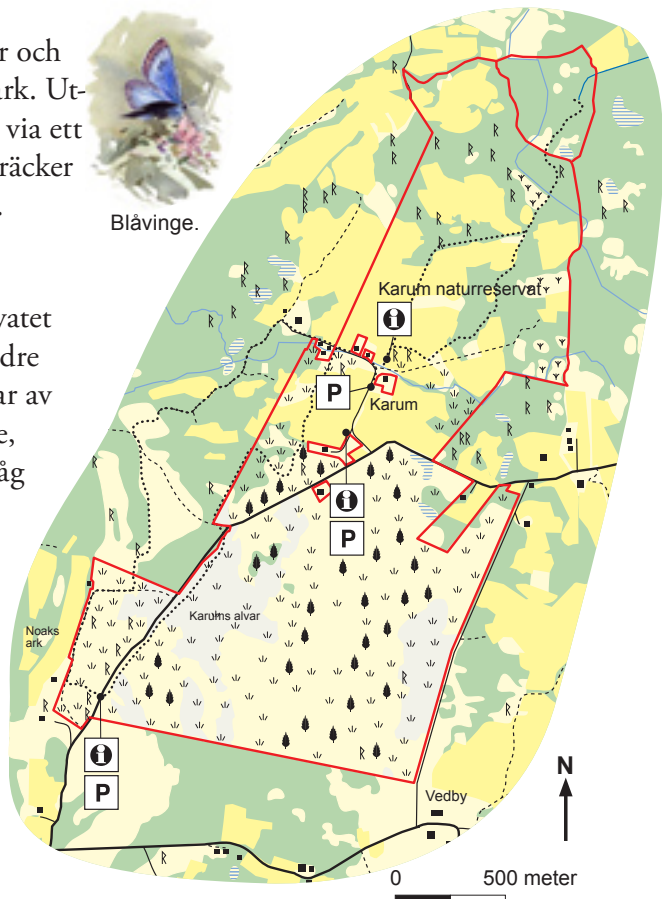 r och
ark. Ut-
via ett
räcker
.
Blåvinge.
vatet
dre
ar av
e,
åg
Karum naturreservat
i
P
Karum
i
P
Karums alvar
Noaks
ark
i
P
Vedby
N
0 500 meter